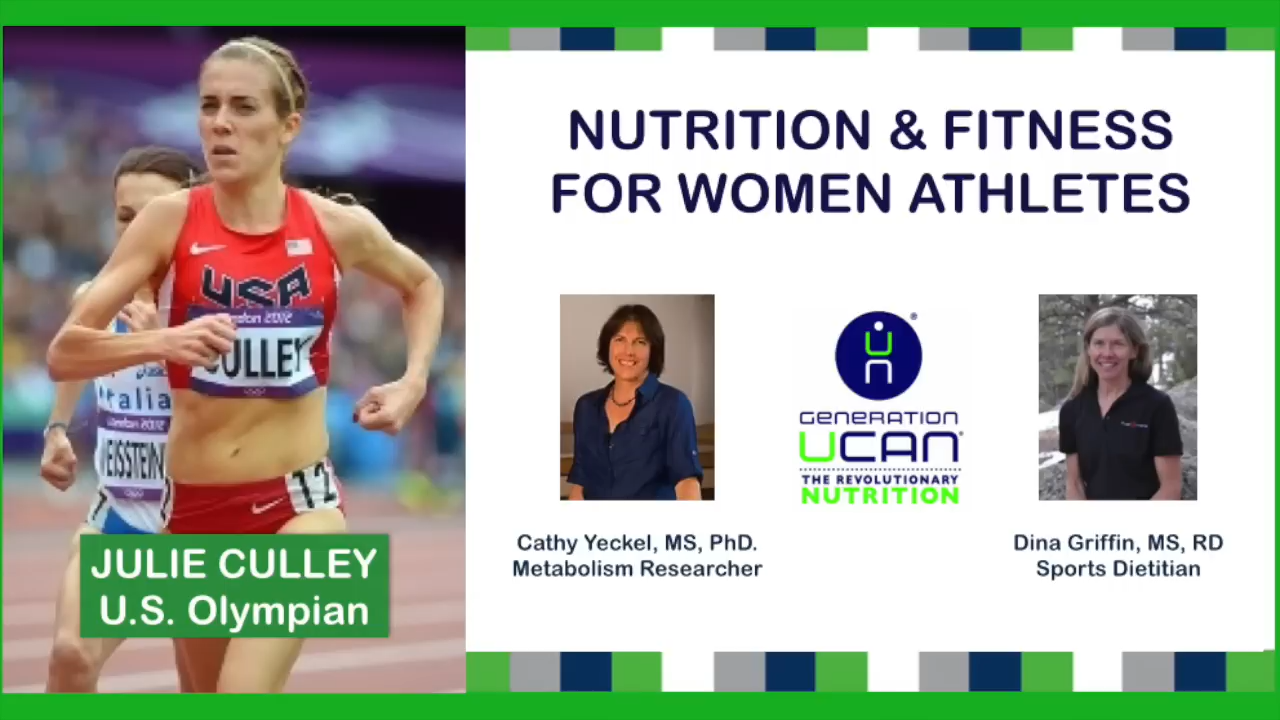 USA
London 2012
CULLEY
12
Italia
London 2012
WEISSTEIN
7
JULIE CULLEY
U.S. Olympian
NUTRITION & FITNESS
FOR WOMEN ATHLETES
GENERATION
UCAN®
THE REVOLUTIONARY
NUTRITION
Cathy Yeckel, MS, PhD.
Metabolism Researcher
Dina Griffin, MS, RD
Sports Dietitian